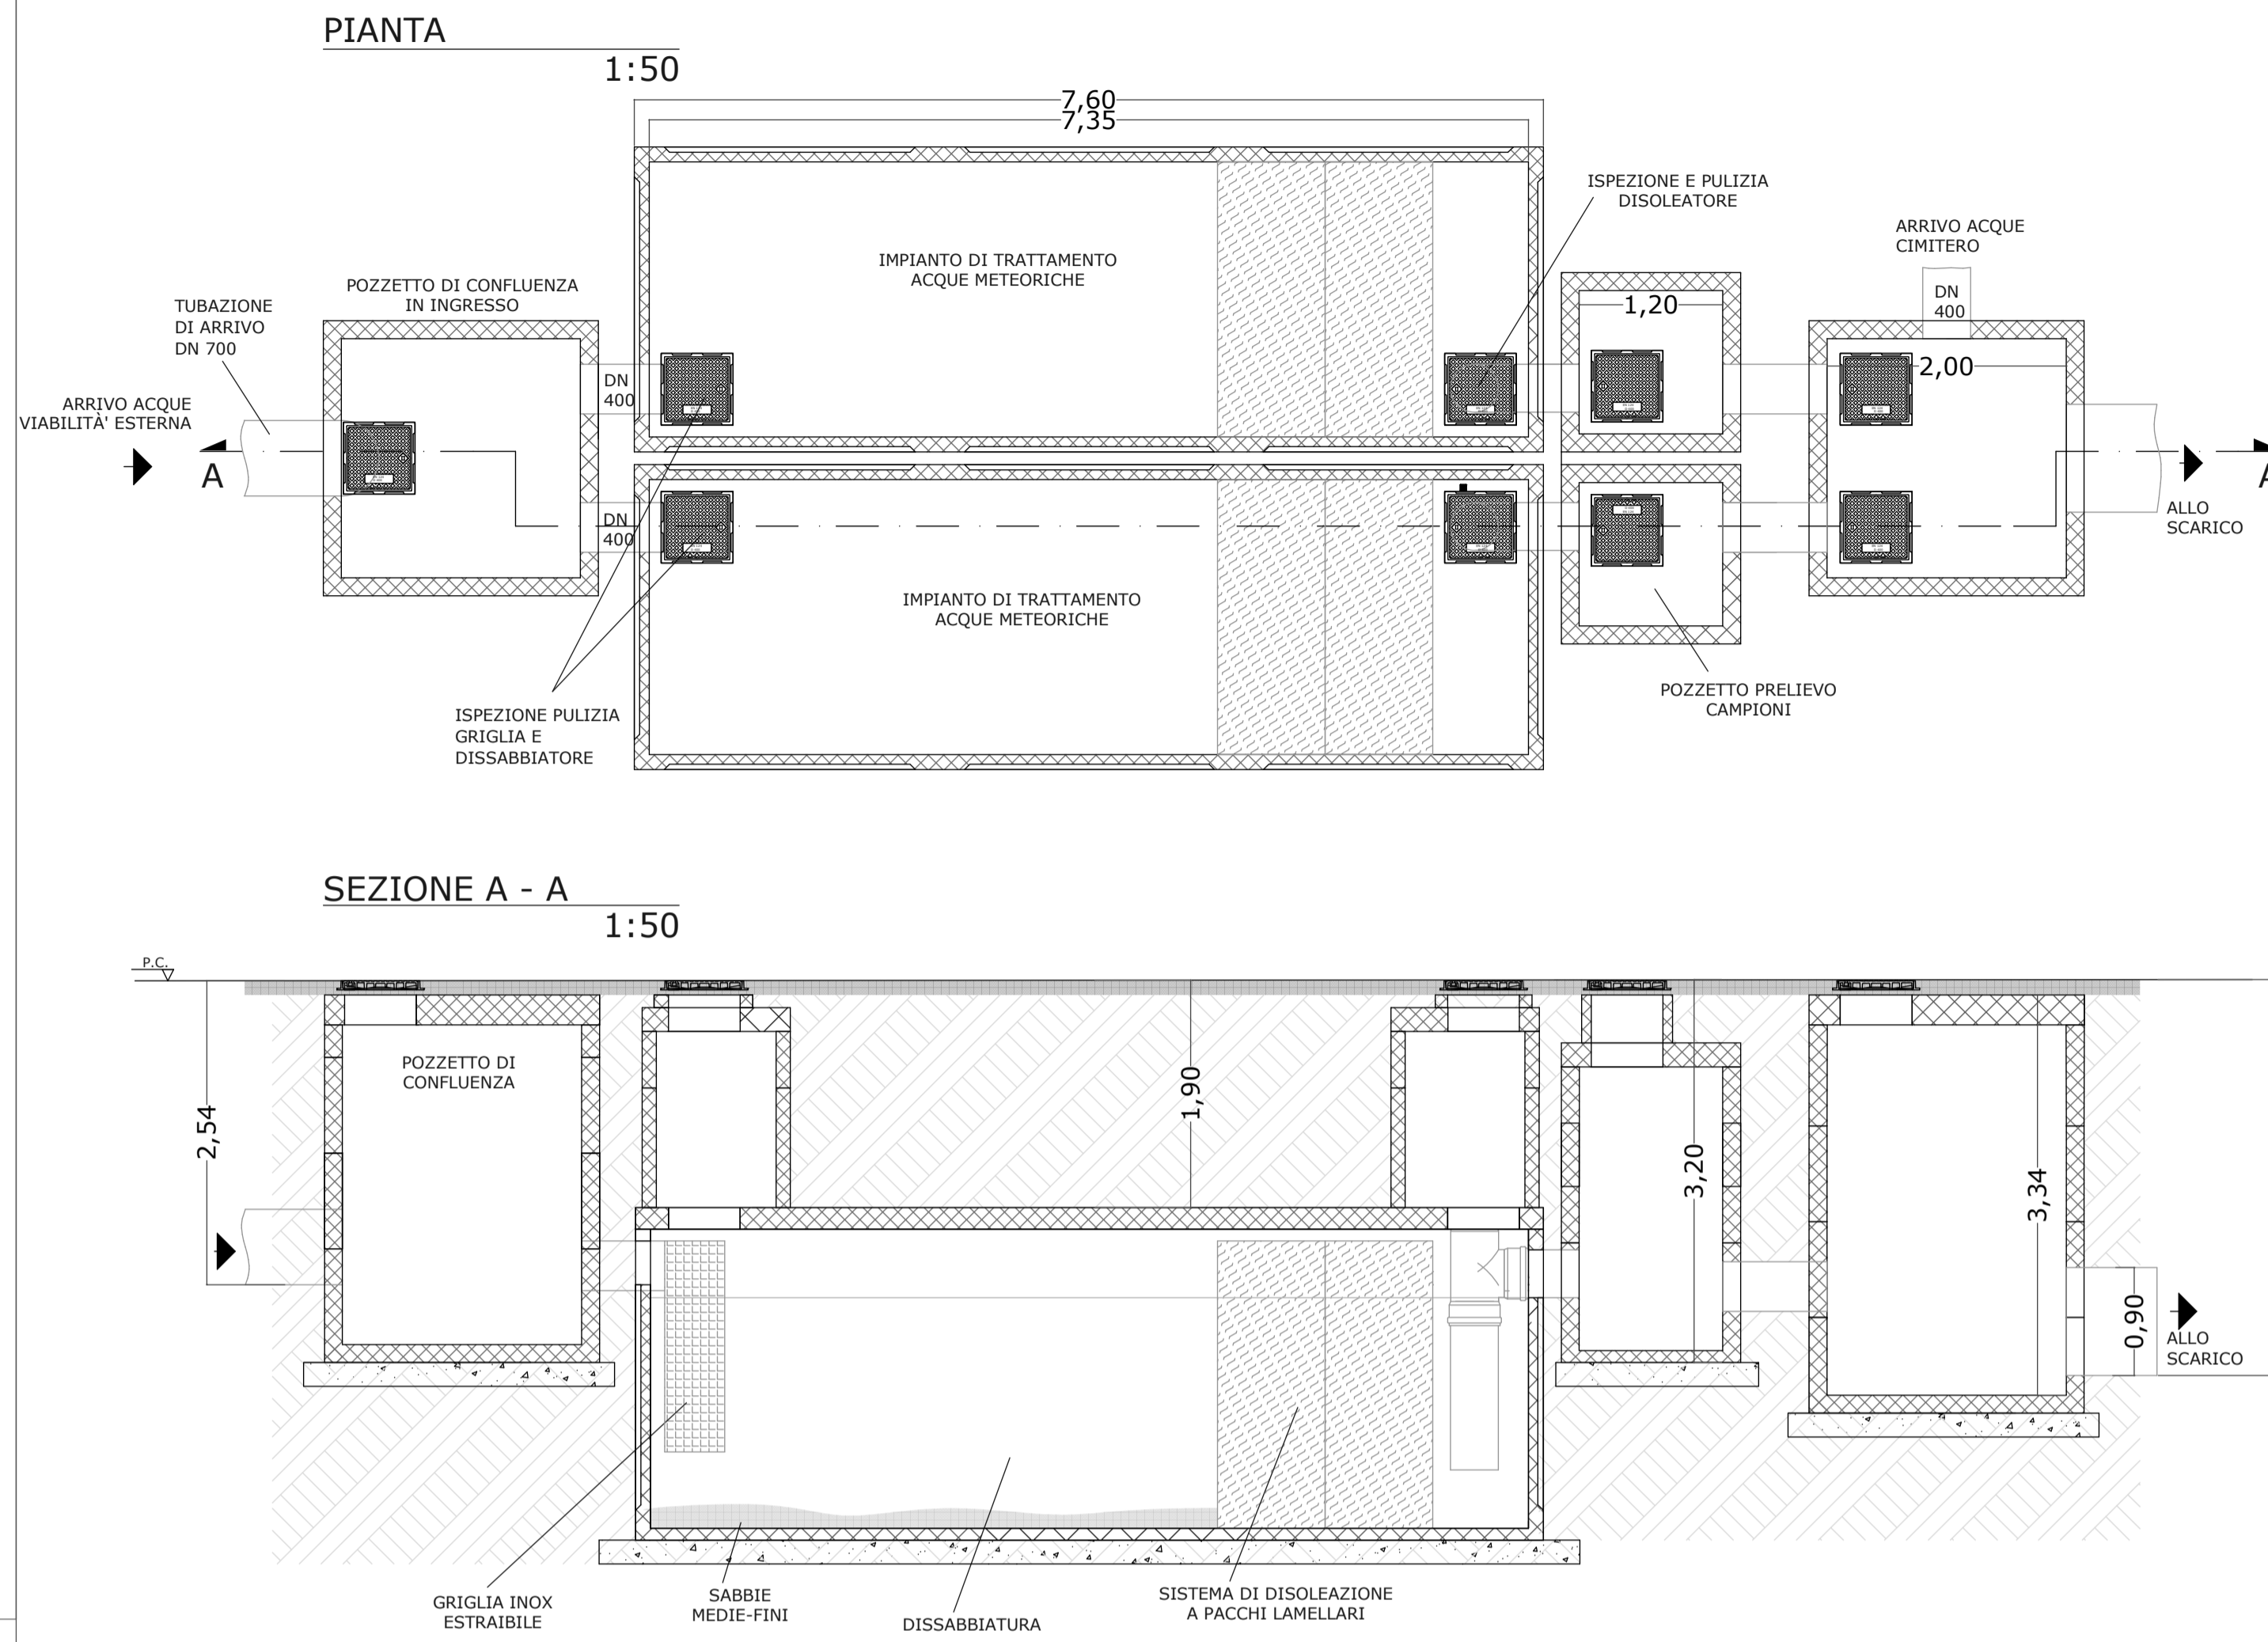 PIANTA
1:50
7,60
7,35
ISPEZIONE E PULIZIA
DISOLEATORE
ARRIVO ACQUE
CIMITERO
IMPIANTO DI TRATTAMENTO
ACQUE METEORICHE
POZZETTO DI CONFLUENZA
IN INGRESSO
TUBAZIONE
DI ARRIVO
DN 700
DN
400
1,20
2,00
DN
400
ARRIVO ACQUE
VIABILITÀ' ESTERNA
A
A
ALLO
SCARICO
DN
400
IMPIANTO DI TRATTAMENTO
ACQUE METEORICHE
POZZETTO PRELIEVO
CAMPIONI
ISPEZIONE PULIZIA
GRIGLIA E
DISSABBIATORE
SEZIONE A - A
1:50
P.C.
POZZETTO DI
CONFLUENZA
2,54
1,90
3,20
3,34
0,90
ALLO
SCARICO
GRIGLIA INOX
ESTRAIBILE
SABBIE
MEDIE-FINI
DISSABBIATURA
SISTEMA DI DISOLEAZIONE
A PACCHI LAMELLARI